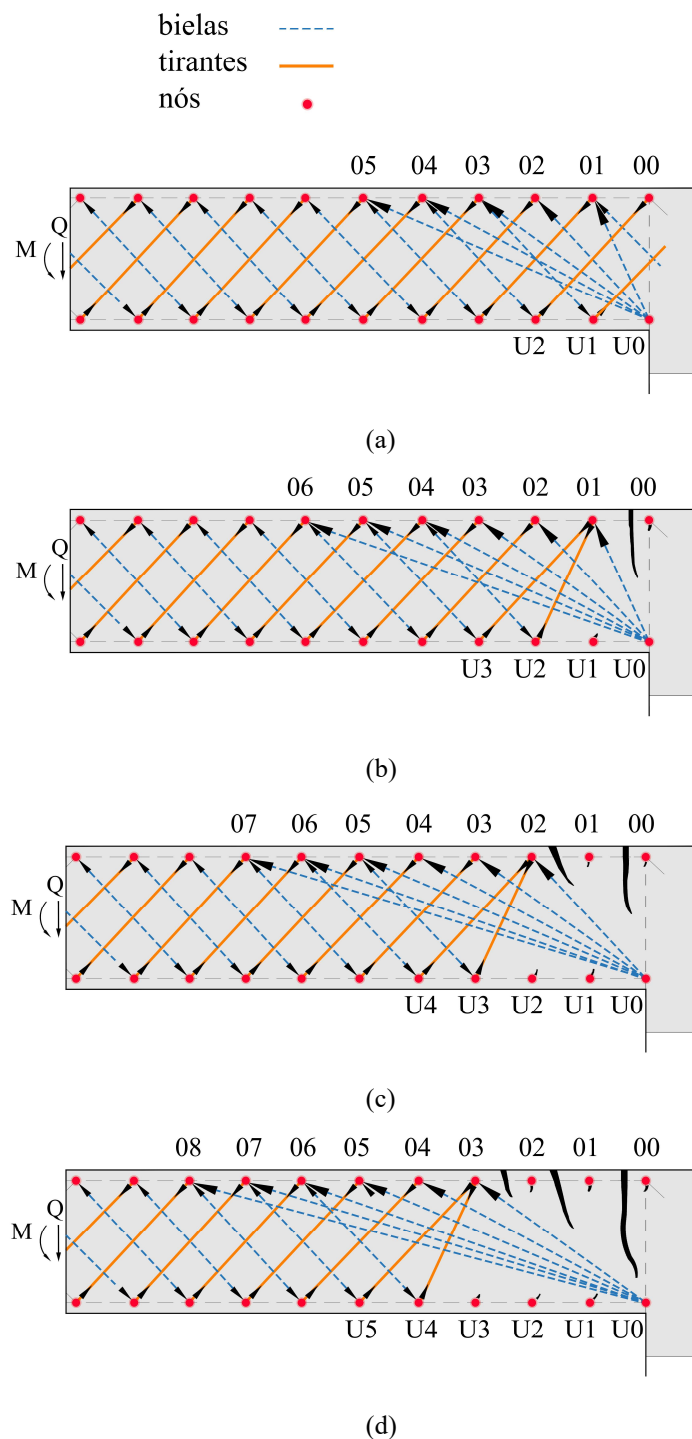 bielas
tirantes
nós
05 04 03 02 01 00
Q
M
U2 U1 U0
(a)
06 05 04 03 02 01 00
Q
M
U3 U2 U1 U0
(b)
07 06 05 04 03 02 01 00
Q
M
U4 U3 U2 U1 U0
(c)
08 07 06 05 04 03 02 01 00
Q
M
U5 U4 U3 U2 U1 U0
(d)